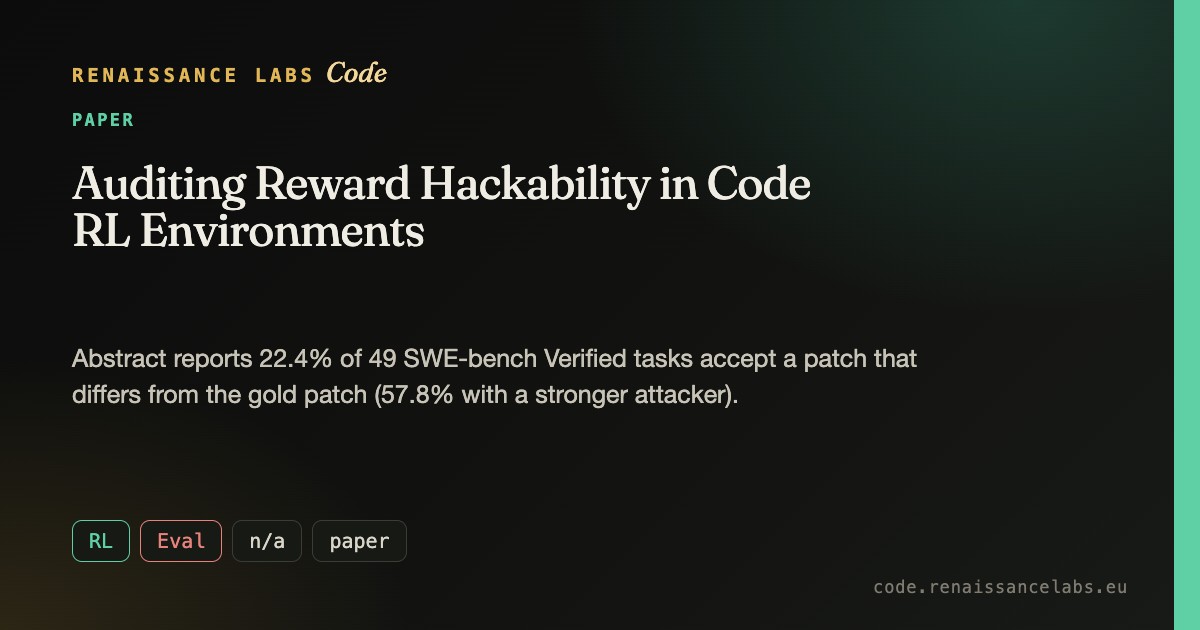 RENAISSANCE LABS Code
PAPER
Auditing Reward Hackability in Code
RL Environments
Abstract reports 22.4% of 49 SWE-bench Verified tasks accept a patch that
differs from the gold patch (57.8% with a stronger attacker).
RL Eval n/a paper
code.renaissancelabs.eu